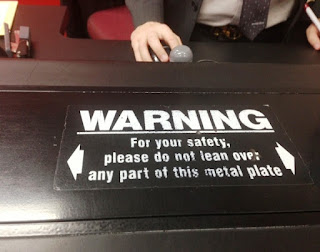 WARNING
For your safety,
please do not lean over
any part of this metal plate